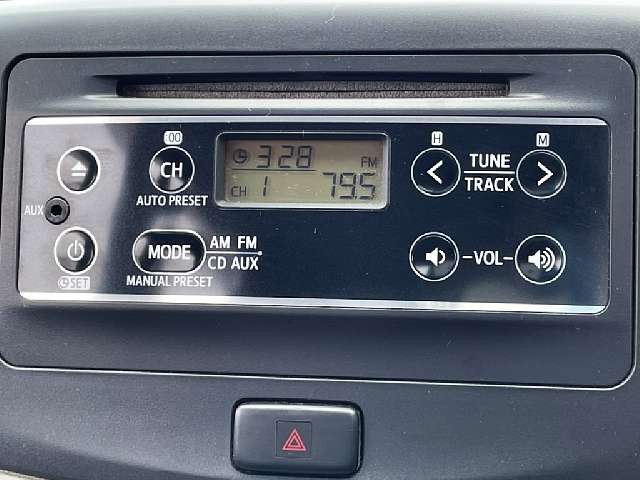 :00
H
M
CH
AUTO PRESET
3:28
FM
CH 1 79.5
TUNE
TRACK
AUX
MODE
AM FM
CD AUX
MANUAL PRESET
-VOL-
SET